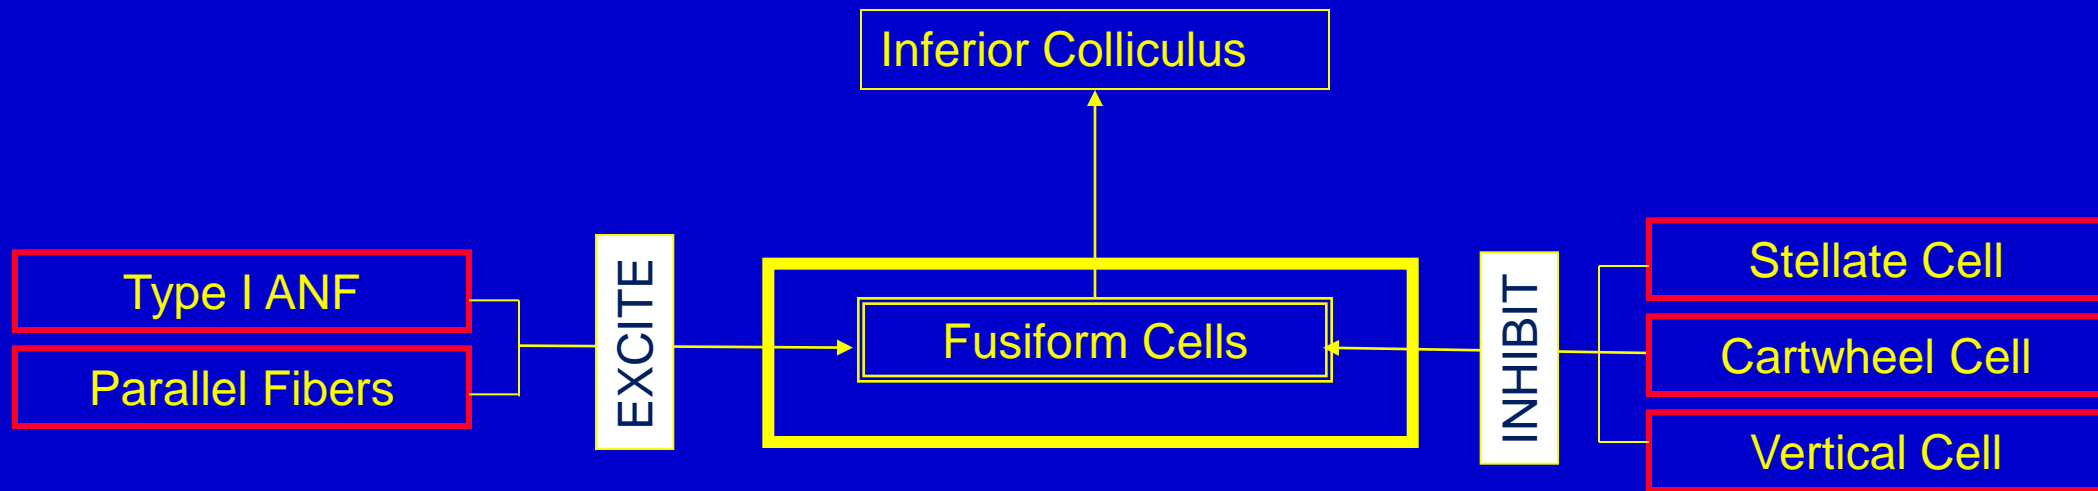 Inferior Colliculus
Type I ANF
Parallel Fibers
EXCITE
Fusiform Cells
INHIBIT
Stellate Cell
Cartwheel Cell
Vertical Cell